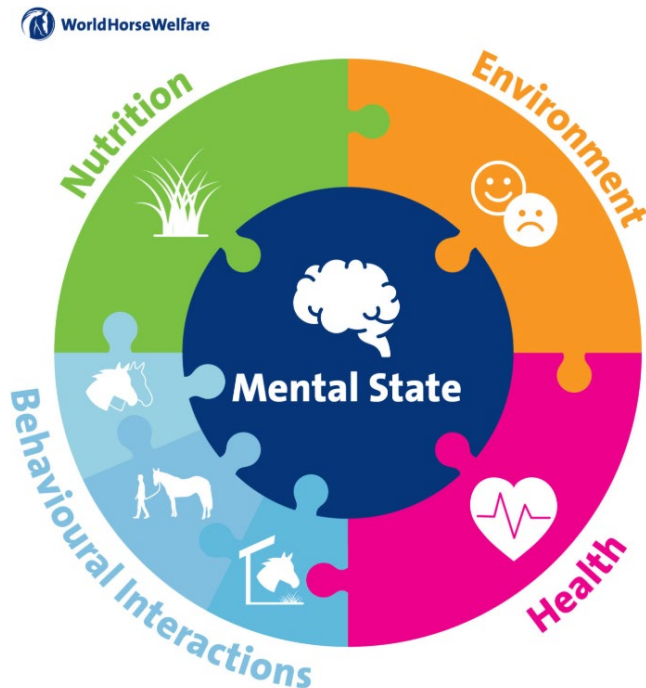 WorldHorseWelfare
Nutrition
Environment
Mental State
Behavioural Interactions
Health